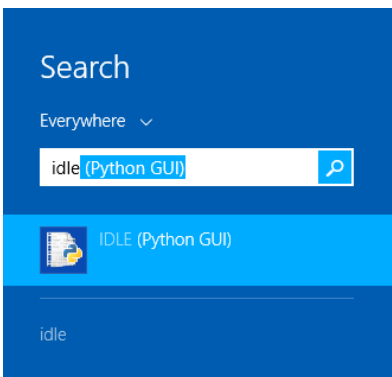 Search
Everywhere
idle (Python GUI)
IDLE (Python GUI)
idle